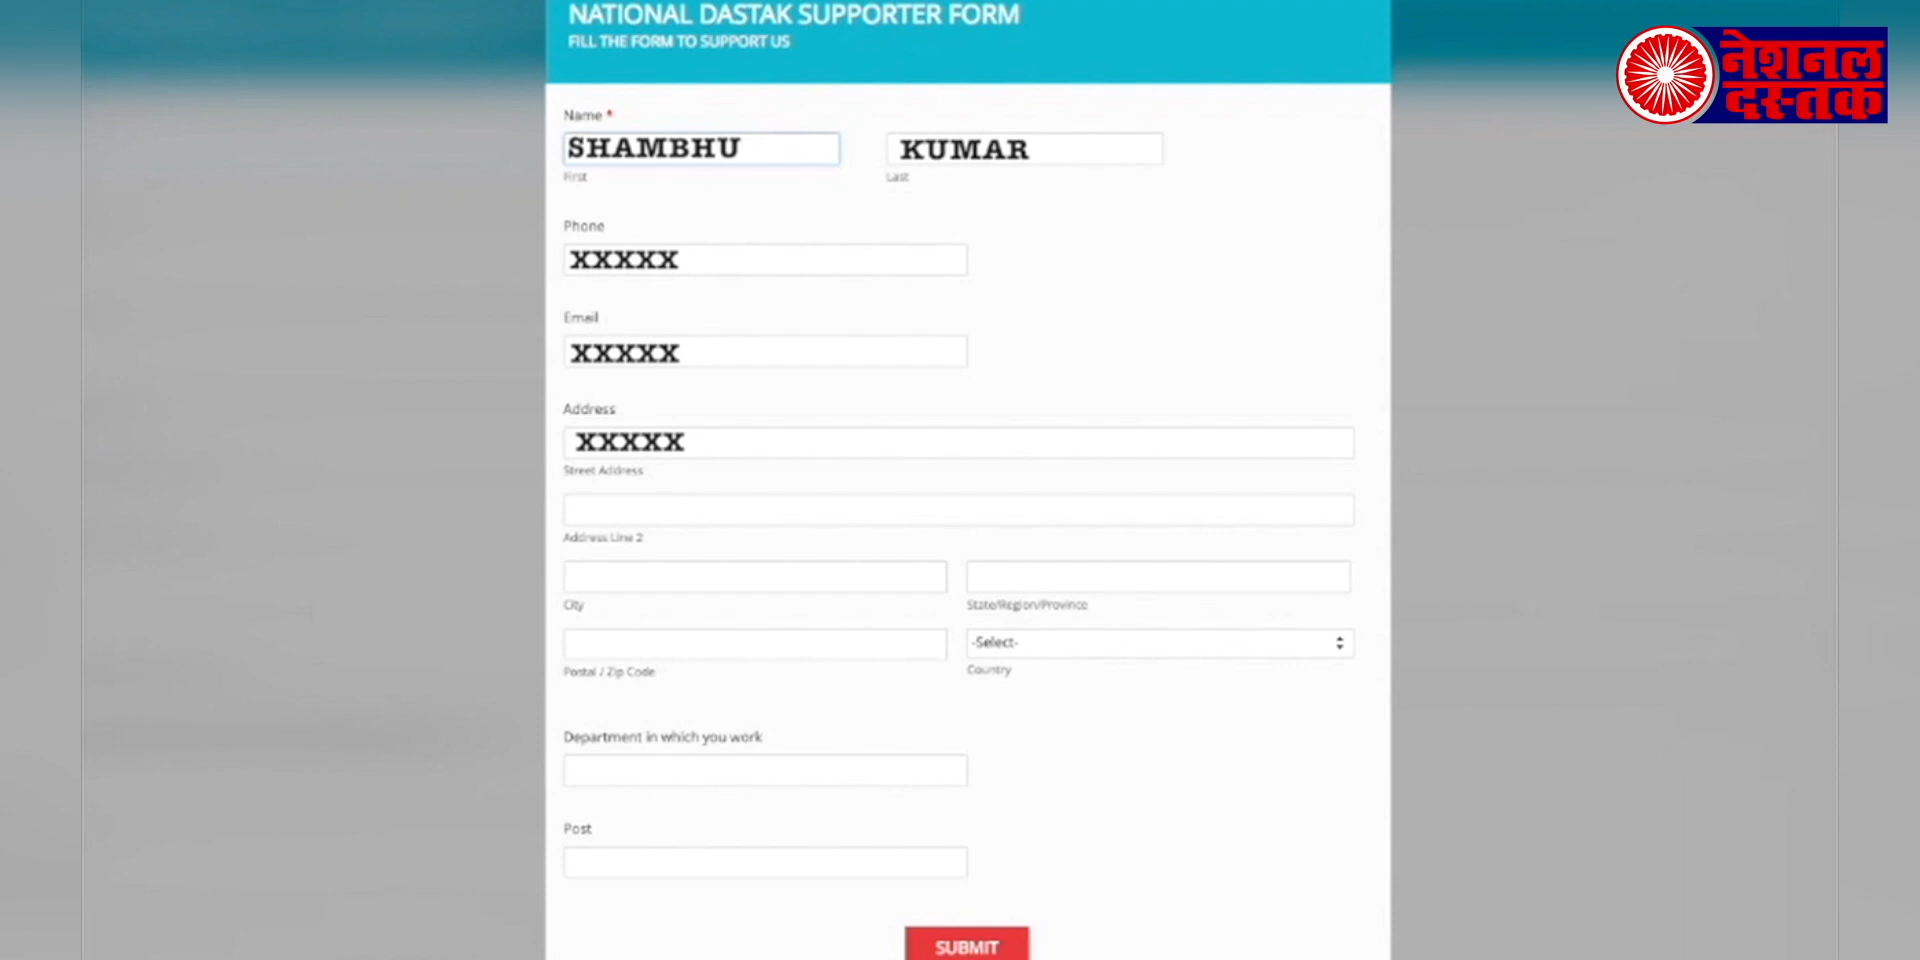 NATIONAL DASTAK SUPPORTER FORM
FILL THE FORM TO SUPPORT US
नेशनल
दस्तक
Name *
SHAMBHU KUMAR
First Last
Phone
XXXXX
Email
XXXXX
Address
XXXXX
Street Address
Address Line 2
City State/Region/Province
-Select-
Postal / Zip Code Country
Department in which you work
Post
SUBMIT